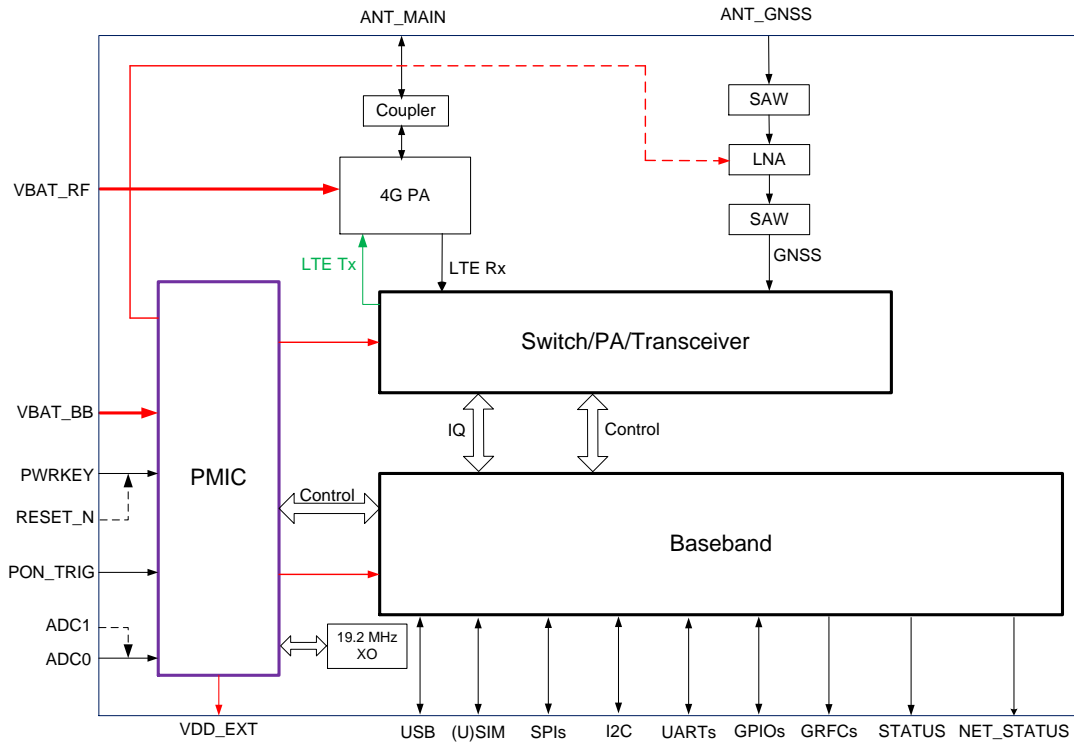 ANT_MAIN
ANT_GNSS
Coupler
SAW
LNA
SAW
VBAT_RF
4G PA
LTE Tx
LTE Rx
GNSS
Switch/PA/Transceiver
VBAT_BB
PWRKEY
RESET_N
PON_TRIG
ADC1
ADC0
PMIC
IQ
Control
Control
Baseband
19.2 MHz
XO
VDD_EXT
USB
(U)SIM
SPIs
I2C
UARTs
GPIOs
GRFCs
STATUS
NET_STATUS